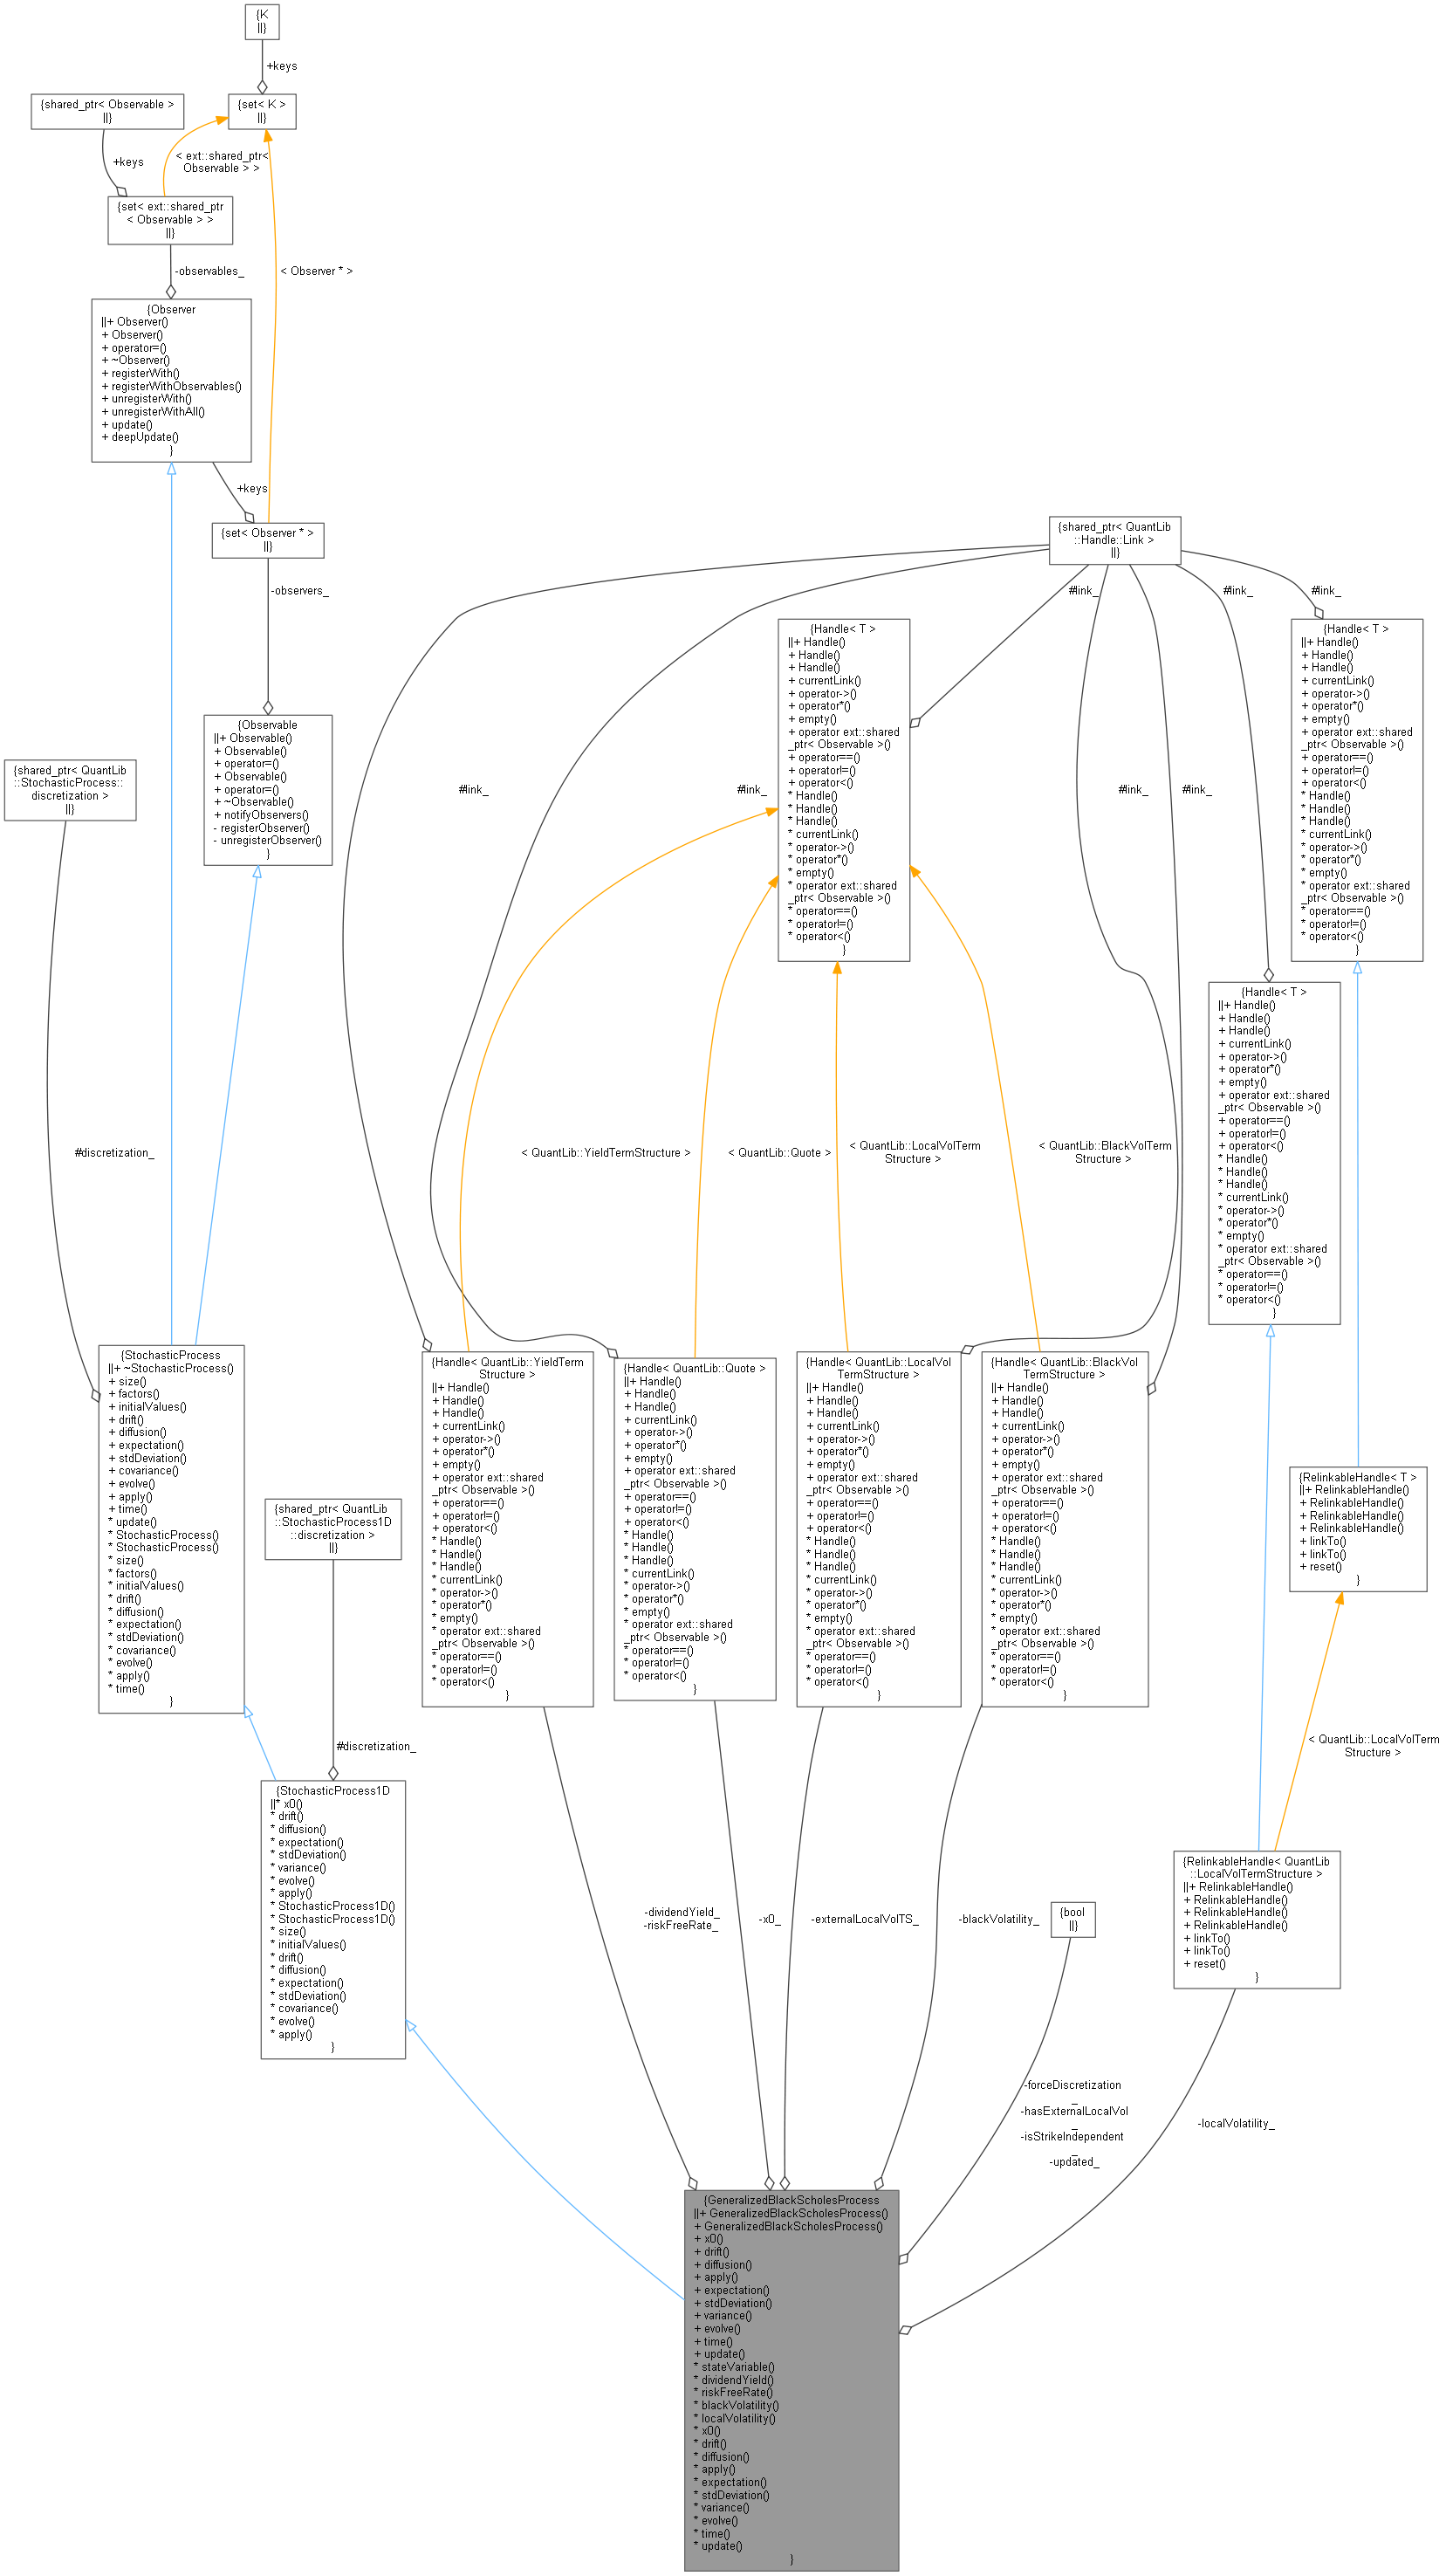 {K
||}
+keys
{shared_ptr< Observable >
||}
{set< K >
||}
+keys
< ext::shared_ptr<
Observable > >
{set< ext::shared_ptr
< Observable > >
||}
-observables_
< Observer * >
{Observer
||+ Observer()
+ Observer()
+ operator=()
+ ~Observer()
+ registerWith()
+ registerWithObservables()
+ unregisterWith()
+ unregisterWithAll()
+ update()
+ deepUpdate()
}
+keys
{set< Observer * >
||}
-observers_
{shared_ptr< QuantLib
::Handle::Link >
||}
#link_
#link_
#link_
{Handle< T >
||+ Handle()
+ Handle()
+ Handle()
+ currentLink()
+ operator->()
+ operator*()
+ empty()
+ operator ext::shared
_ptr< Observable >()
+ operator==()
+ operator!=()
+ operator<()
* Handle()
* Handle()
* Handle()
* currentLink()
* operator->()
* operator*()
* empty()
* operator ext::shared
_ptr< Observable >()
* operator==()
* operator!=()
* operator<()
}
{Handle< T >
||+ Handle()
+ Handle()
+ Handle()
+ currentLink()
+ operator->()
+ operator*()
+ empty()
+ operator ext::shared
_ptr< Observable >()
+ operator==()
+ operator!=()
+ operator<()
* Handle()
* Handle()
* Handle()
* currentLink()
* operator->()
* operator*()
* empty()
* operator ext::shared
_ptr< Observable >()
* operator==()
* operator!=()
* operator<()
}
{Observable
||+ Observable()
+ Observable()
+ operator=()
+ Observable()
+ operator=()
+ ~Observable()
+ notifyObservers()
- registerObserver()
- unregisterObserver()
}
{shared_ptr< QuantLib
::StochasticProcess::
discretization >
||}
#link_
#link_
#link_
#link_
{Handle< T >
||+ Handle()
+ Handle()
+ Handle()
+ currentLink()
+ operator->()
+ operator*()
+ empty()
+ operator ext::shared
_ptr< Observable >()
+ operator==()
+ operator!=()
+ operator<()
* Handle()
* Handle()
* Handle()
* currentLink()
* operator->()
* operator*()
* empty()
* operator ext::shared
_ptr< Observable >()
* operator==()
* operator!=()
* operator<()
}
#discretization_
< QuantLib::YieldTermStructure >
< QuantLib::Quote >
< QuantLib::LocalVolTerm
Structure >
< QuantLib::BlackVolTerm
Structure >
{StochasticProcess
||+ ~StochasticProcess()
+ size()
+ factors()
+ initialValues()
+ drift()
+ diffusion()
+ expectation()
+ stdDeviation()
+ covariance()
+ evolve()
+ apply()
+ time()
* update()
* StochasticProcess()
* StochasticProcess()
* size()
* factors()
* initialValues()
* drift()
* diffusion()
* expectation()
* stdDeviation()
* covariance()
* evolve()
* apply()
* time()
}
{shared_ptr< QuantLib
::StochasticProcess1D
::discretization >
||}
{Handle< QuantLib::YieldTerm
Structure >
||+ Handle()
+ Handle()
+ Handle()
+ currentLink()
+ operator->()
+ operator*()
+ empty()
+ operator ext::shared
_ptr< Observable >()
+ operator==()
+ operator!=()
+ operator<()
* Handle()
* Handle()
* Handle()
* currentLink()
* operator->()
* operator*()
* empty()
* operator ext::shared
_ptr< Observable >()
* operator==()
* operator!=()
* operator<()
}
{Handle< QuantLib::Quote >
||+ Handle()
+ Handle()
+ Handle()
+ currentLink()
+ operator->()
+ operator*()
+ empty()
+ operator ext::shared
_ptr< Observable >()
+ operator==()
+ operator!=()
+ operator<()
* Handle()
* Handle()
* Handle()
* currentLink()
* operator->()
* operator*()
* empty()
* operator ext::shared
_ptr< Observable >()
* operator==()
* operator!=()
* operator<()
}
{Handle< QuantLib::LocalVol
TermStructure >
||+ Handle()
+ Handle()
+ Handle()
+ currentLink()
+ operator->()
+ operator*()
+ empty()
+ operator ext::shared
_ptr< Observable >()
+ operator==()
+ operator!=()
+ operator<()
* Handle()
* Handle()
* Handle()
* currentLink()
* operator->()
* operator*()
* empty()
* operator ext::shared
_ptr< Observable >()
* operator==()
* operator!=()
* operator<()
}
{Handle< QuantLib::BlackVol
TermStructure >
||+ Handle()
+ Handle()
+ Handle()
+ currentLink()
+ operator->()
+ operator*()
+ empty()
+ operator ext::shared
_ptr< Observable >()
+ operator==()
+ operator!=()
+ operator<()
* Handle()
* Handle()
* Handle()
* currentLink()
* operator->()
* operator*()
* empty()
* operator ext::shared
_ptr< Observable >()
* operator==()
* operator!=()
* operator<()
}
{RelinkableHandle< T >
||+ RelinkableHandle()
+ RelinkableHandle()
+ RelinkableHandle()
+ RelinkableHandle()
+ linkTo()
+ linkTo()
+ reset()
}
#discretization_
< QuantLib::LocalVolTerm
Structure >
{StochasticProcess1D
||* x0()
* drift()
* diffusion()
* expectation()
* stdDeviation()
* variance()
* evolve()
* apply()
* StochasticProcess1D()
* StochasticProcess1D()
* size()
* initialValues()
* drift()
* diffusion()
* expectation()
* stdDeviation()
* covariance()
* evolve()
* apply()
}
-dividendYield_
-riskFreeRate_
-x0_
-externalLocalVolTS_
-blackVolatility_
{bool
||}
{RelinkableHandle< QuantLib
::LocalVolTermStructure >
||+ RelinkableHandle()
+ RelinkableHandle()
+ RelinkableHandle()
+ RelinkableHandle()
+ linkTo()
+ linkTo()
+ reset()
}
-forceDiscretization
_
-hasExternalLocalVol
_
-isStrikeIndependent
_
-updated_
-localVolatility_
{GeneralizedBlackScholesProcess
||+ GeneralizedBlackScholesProcess()
+ GeneralizedBlackScholesProcess()
+ x0()
+ drift()
+ diffusion()
+ apply()
+ expectation()
+ stdDeviation()
+ variance()
+ evolve()
+ time()
+ update()
* stateVariable()
* dividendYield()
* riskFreeRate()
* blackVolatility()
* localVolatility()
* x0()
* drift()
* diffusion()
* apply()
* expectation()
* stdDeviation()
* variance()
* evolve()
* time()
* update()
}